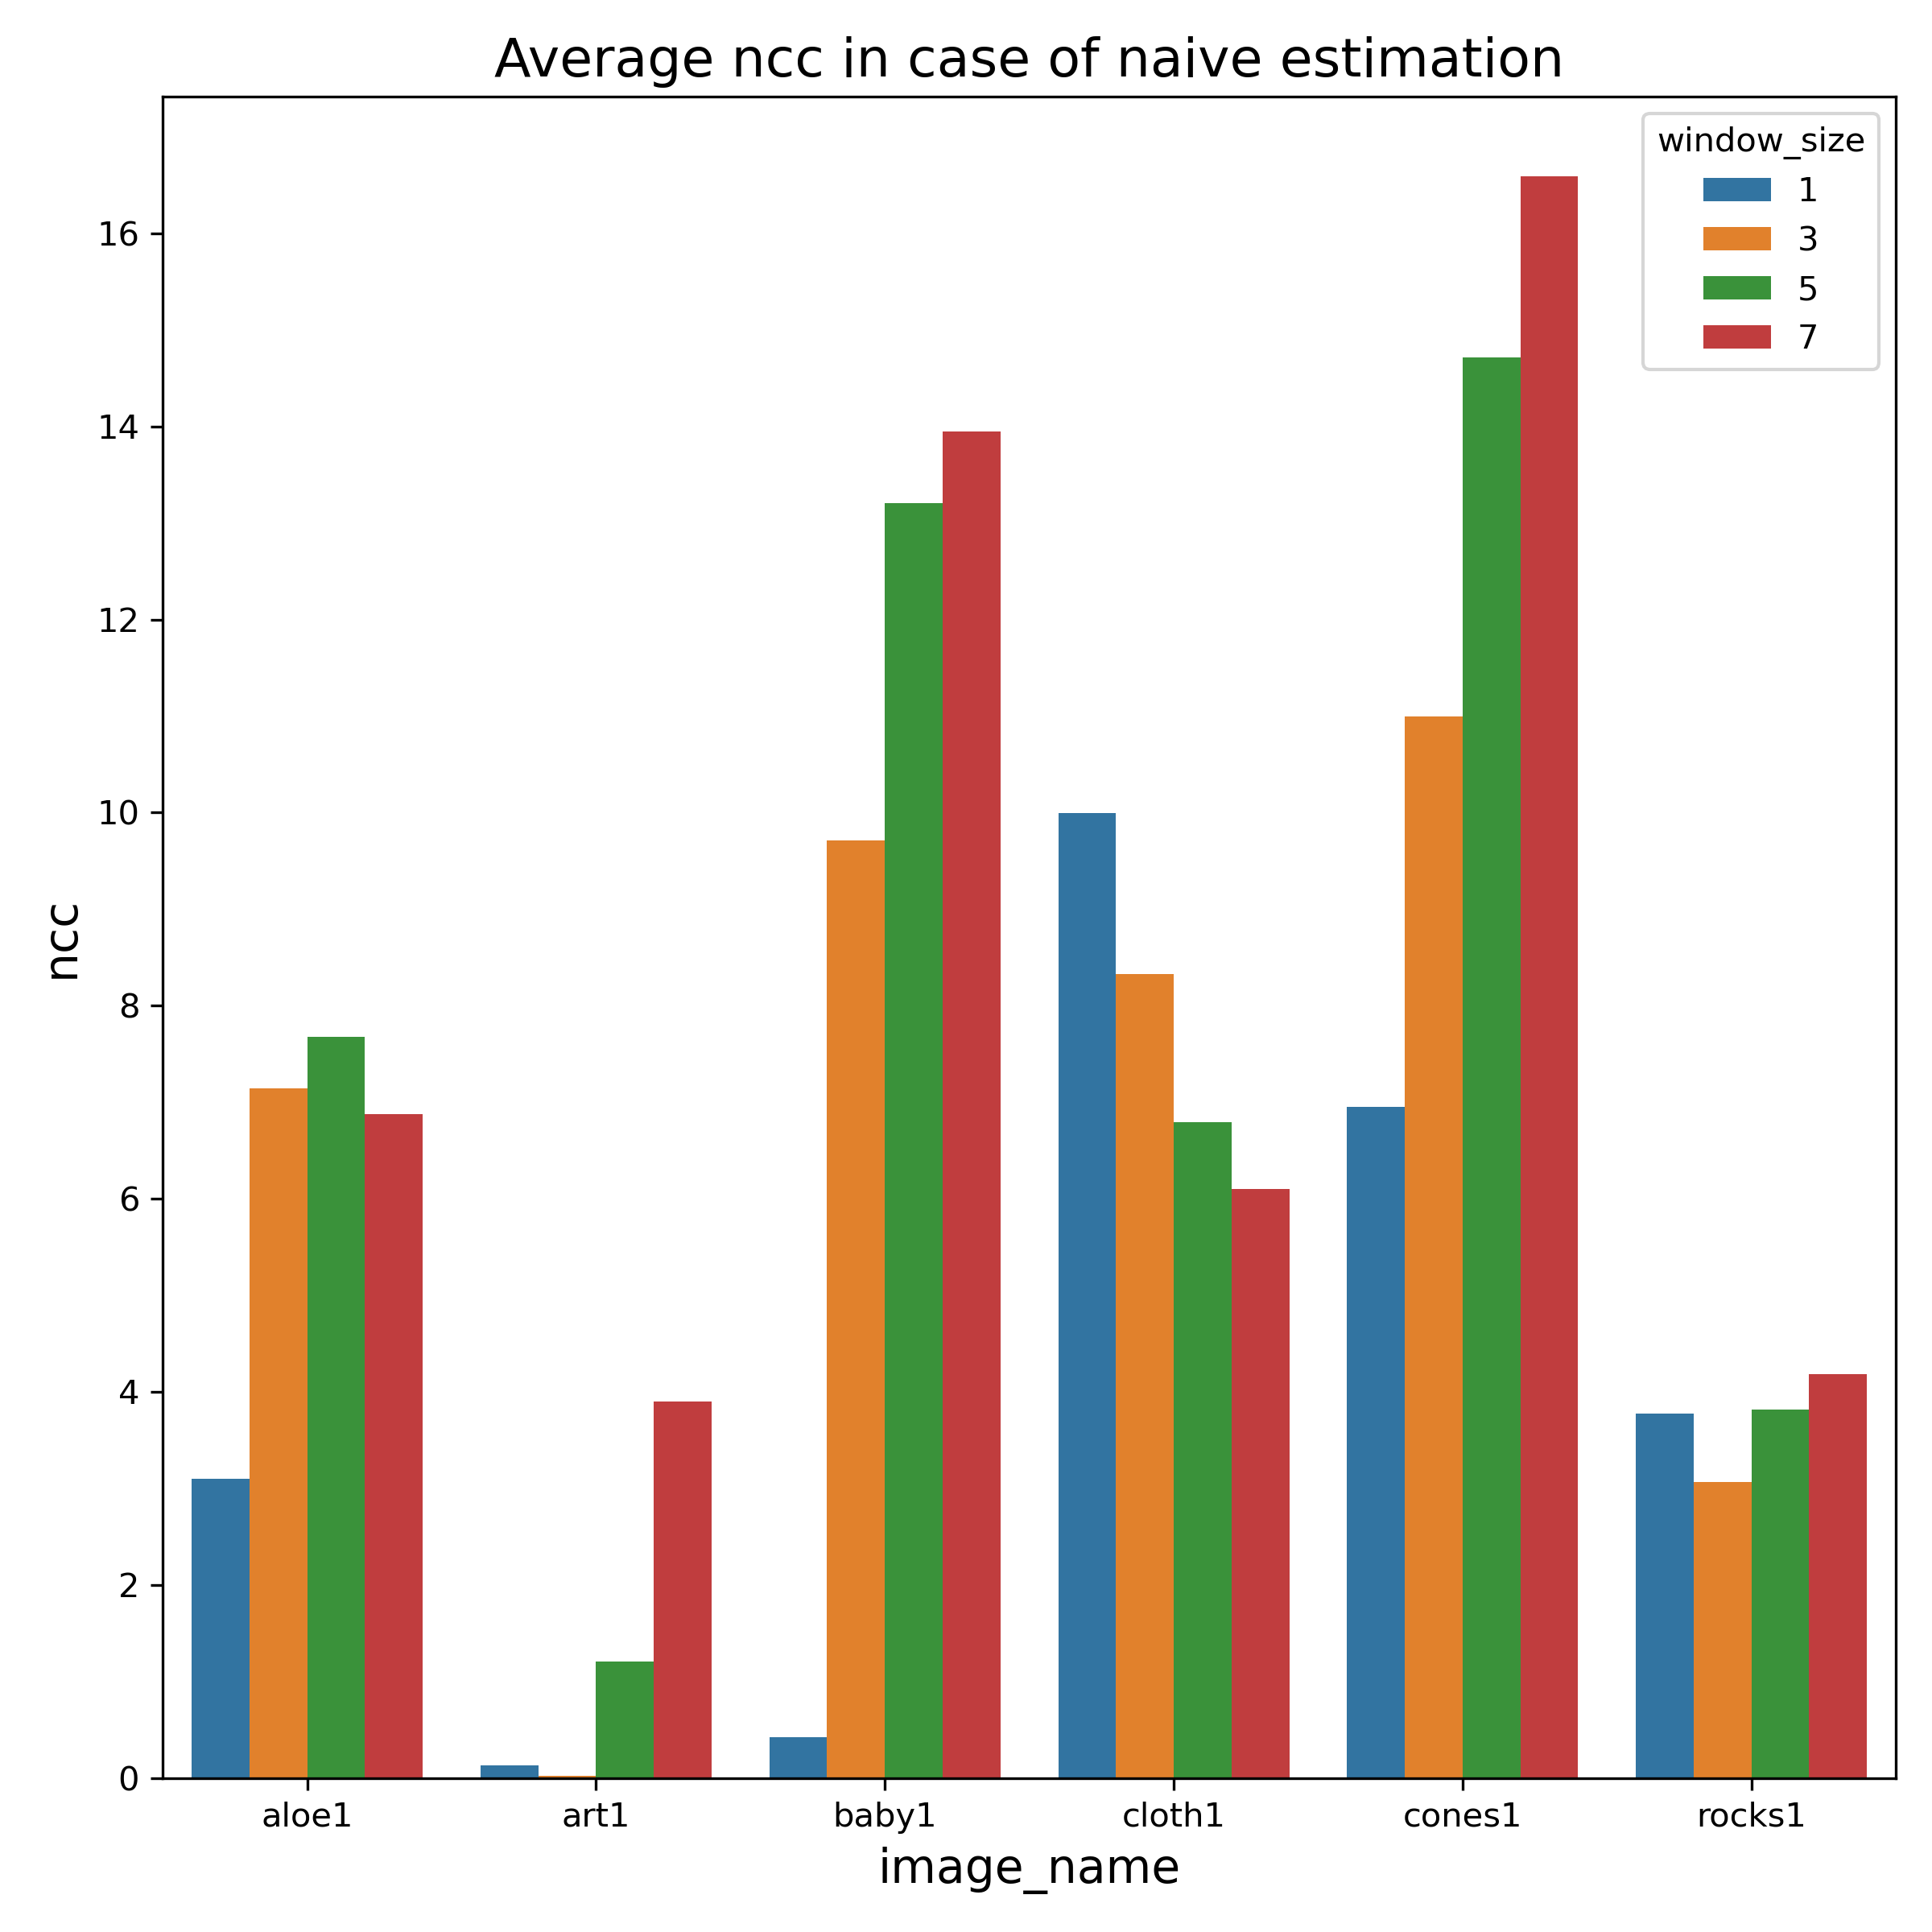 Average ncc in case of naive estimation
window_size
1
3
5
7
16
14
12
10
8
6
4
2
0
ncc
aloe1 art1 baby1 cloth1 cones1 rocks1
image_name